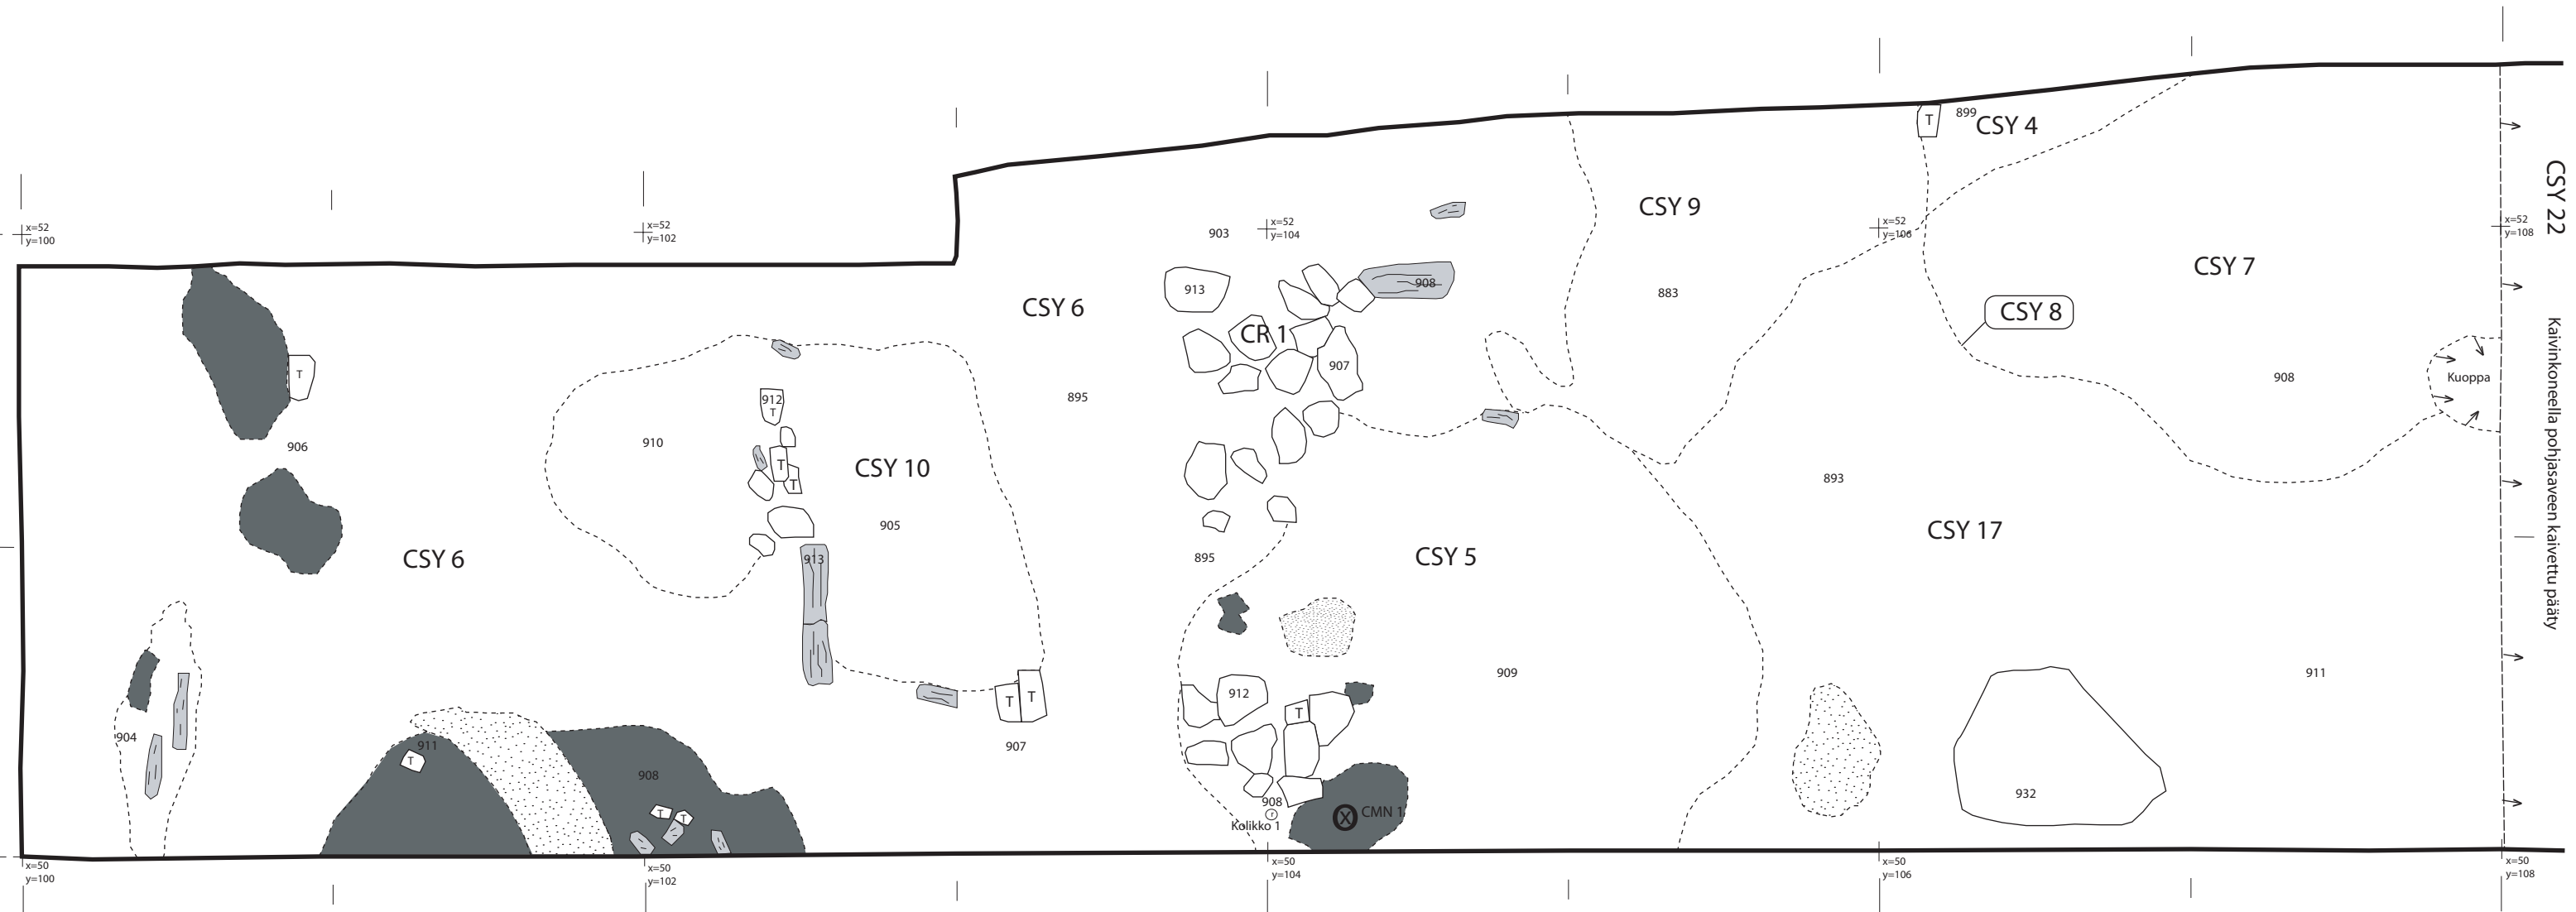 899
CSY 4
T
CSY 22
CSY 9
x=52
y=100
x=52
y=102
903
x=52
y=104
x=52
y=106
x=52
y=108
CSY 7
913
908
883
CSY 6
CSY 8
CR 1
907
T
Kuoppa
908
Kaivinkoneella pohjasaveen kaivettu pääty
895
912
T
910
906
T
CSY 10
T
893
905
CSY 17
CSY 6
913
895
CSY 5
909
911
912
T
T
T
904
911
T
907
908
932
908
r
Kolikko 1
X
CMN 1
T
T
x=50
y=100
x=50
y=102
x=50
y=104
x=50
y=106
x=50
y=108